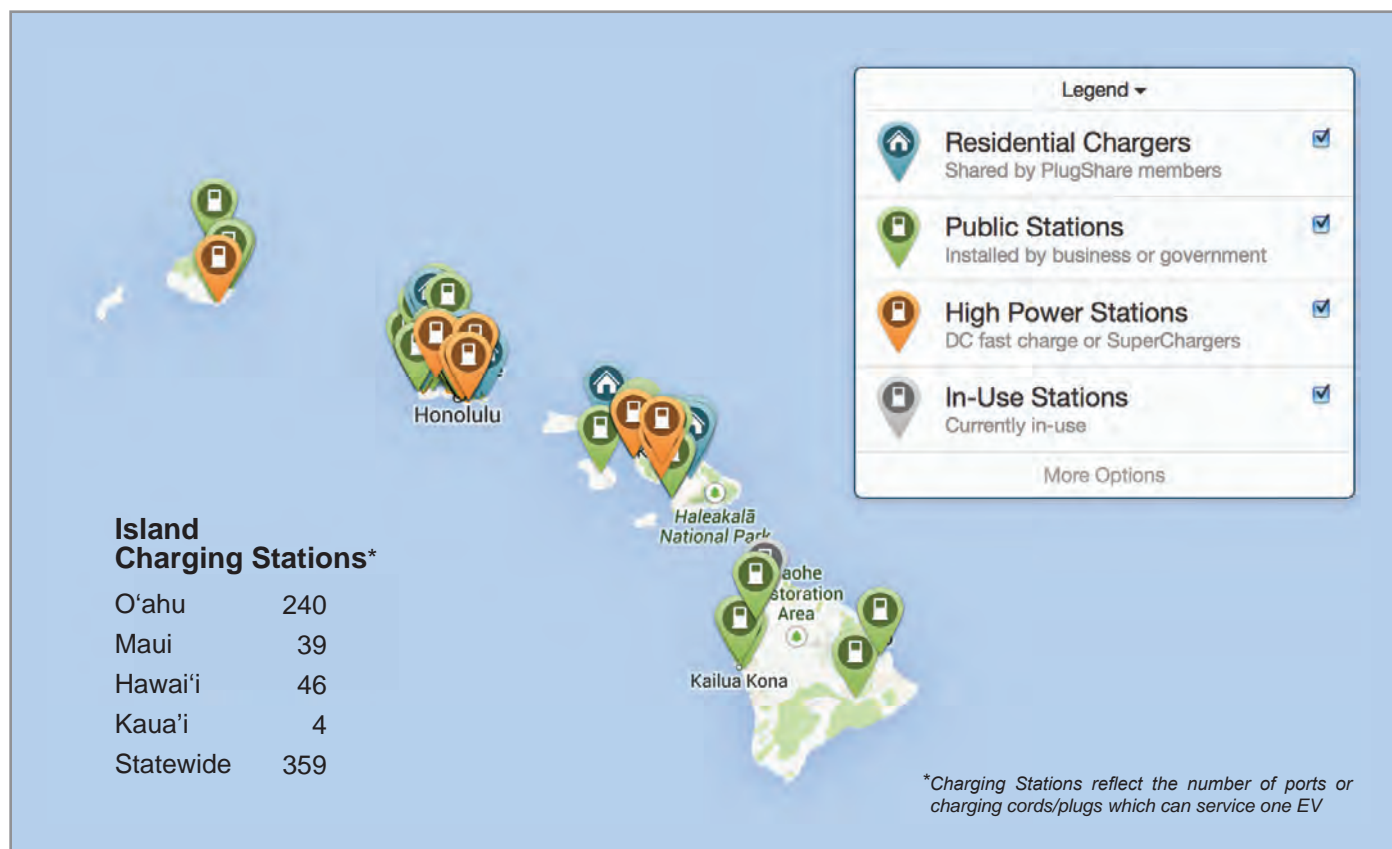 Legend
Residential Chargers
Shared by PlugShare members
Public Stations
Installed by business or government
High Power Stations
DC fast charge or SuperChargers
In-Use Stations
Currently in-use
More Options
Honolulu
Haleakalā
National Park
Area
Kailua Kona
Island
Charging Stations*
O‘ahu 240
Maui 39
Hawai‘i 46
Kaua’i 4
Statewide 359
*Charging Stations reflect the number of ports or
charging cords/plugs which can service one EV